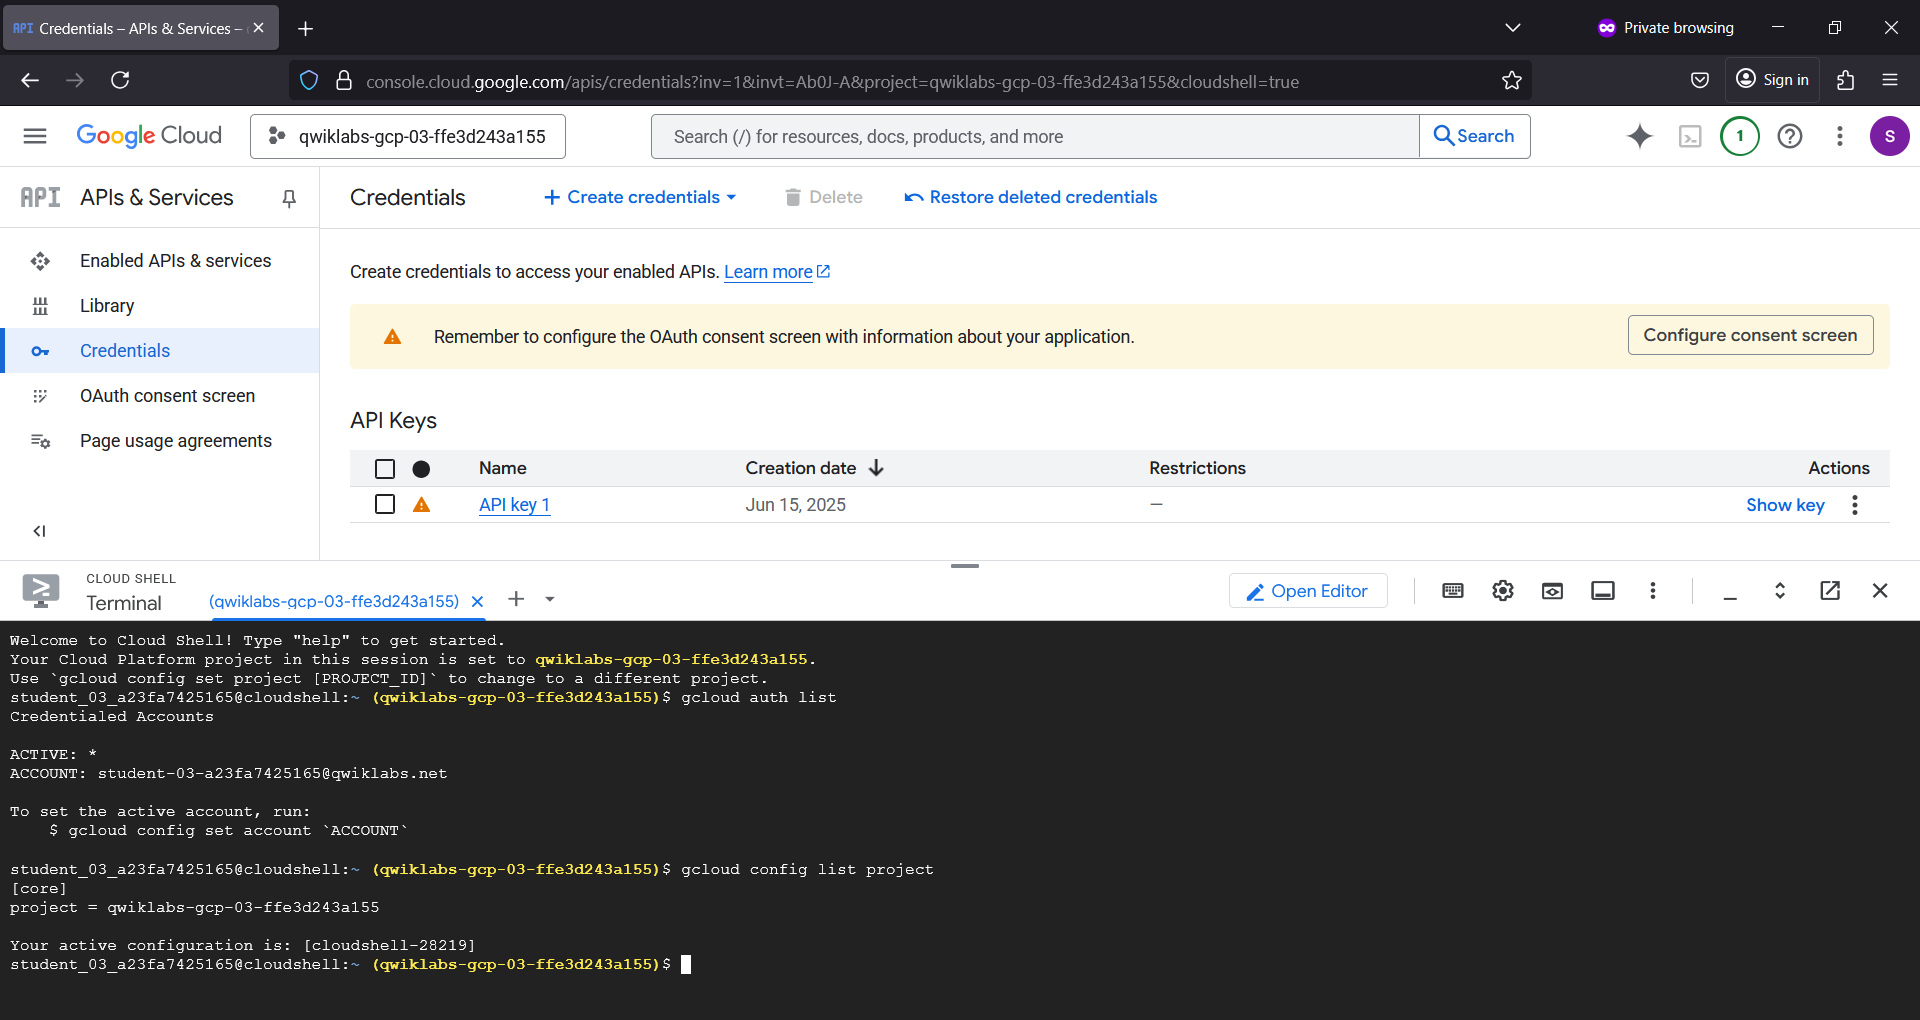 API Credentials – APIs & Services –
Private browsing
console.cloud.google.com/apis/credentials?inv=1&invt=Ab0J-A&project=qwiklabs-gcp-03-ffe3d243a155&cloudshell=true
Sign in
Google Cloud
qwiklabs-gcp-03-ffe3d243a155
Search (/) for resources, docs, products, and more
Search
1
S
API APIs & Services
Credentials
Create credentials
Delete
Restore deleted credentials
Enabled APIs & services
Library
Credentials
OAuth consent screen
Page usage agreements
Create credentials to access your enabled APIs. Learn more
Remember to configure the OAuth consent screen with information about your application.
Configure consent screen
API Keys
Name Creation date Restrictions Actions
API key 1 Jun 15, 2025 — Show key
CLOUD SHELL
Terminal
(qwiklabs-gcp-03-ffe3d243a155)
Open Editor
Welcome to Cloud Shell! Type "help" to get started.
Your Cloud Platform project in this session is set to qwiklabs-gcp-03-ffe3d243a155.
Use `gcloud config set project [PROJECT_ID]` to change to a different project.
student_03_a23fa7425165@cloudshell:~ (qwiklabs-gcp-03-ffe3d243a155)$ gcloud auth list
Credentialed Accounts
ACTIVE: *
ACCOUNT: student-03-a23fa7425165@qwiklabs.net
To set the active account, run:
$ gcloud config set account `ACCOUNT`
student_03_a23fa7425165@cloudshell:~ (qwiklabs-gcp-03-ffe3d243a155)$ gcloud config list project
[core]
project = qwiklabs-gcp-03-ffe3d243a155
Your active configuration is: [cloudshell-28219]
student_03_a23fa7425165@cloudshell:~ (qwiklabs-gcp-03-ffe3d243a155)$